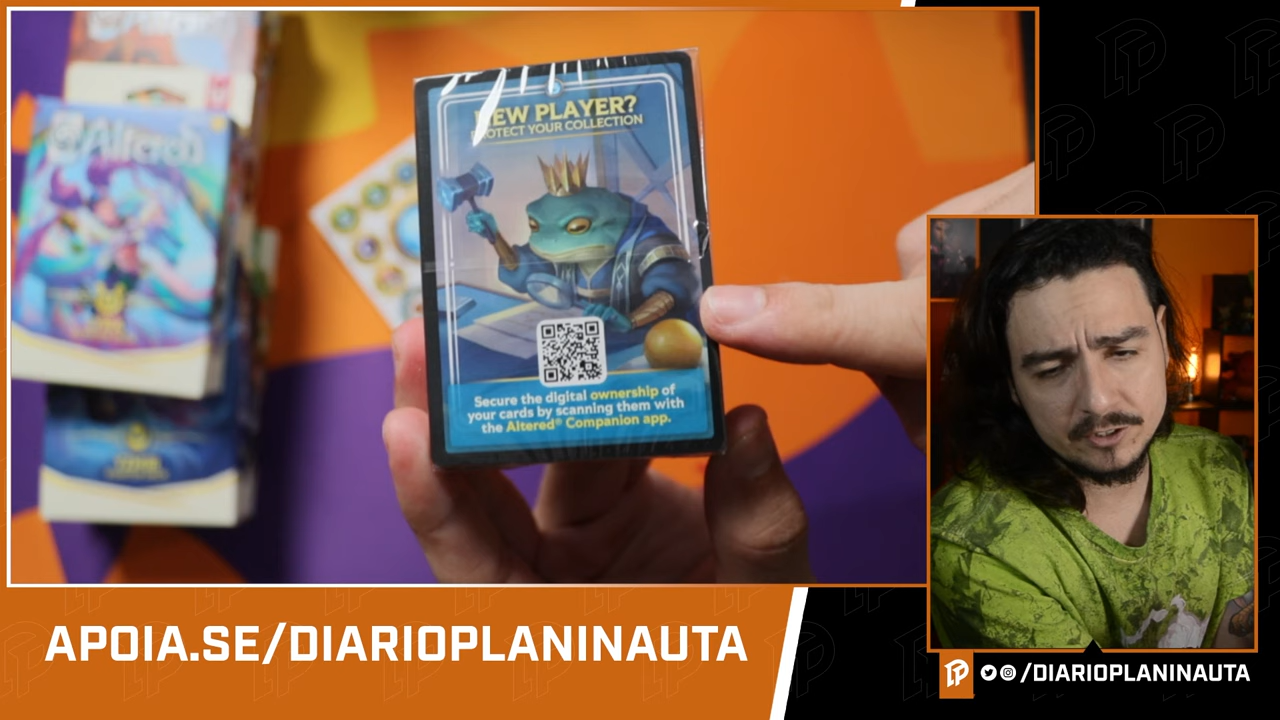 Altered
NEW PLAYER?
PROTECT YOUR COLLECTION
Secure the digital ownership of
your cards by scanning them with
the Altered® Companion app.
APOIA.SE/DIARIOPLANINAUTA
/DIARIOPLANINAUTA